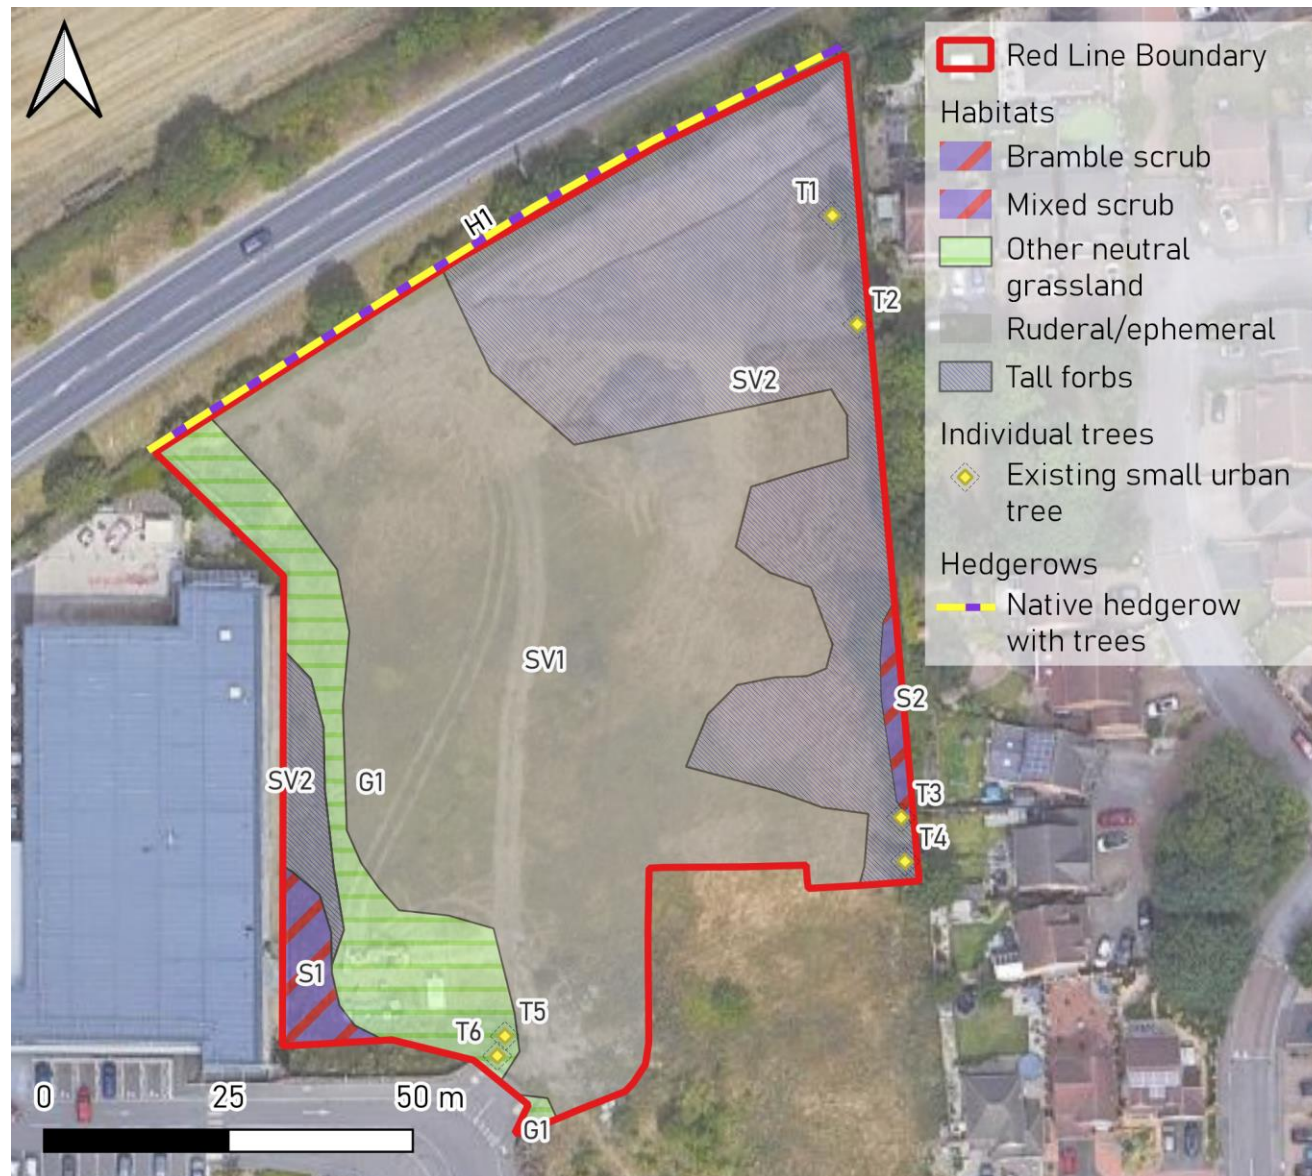 Red Line Boundary
Habitats
Bramble scrub
Mixed scrub
Other neutral
grassland
Ruderal/ephemeral
Tall forbs
Individual trees
Existing small urban
tree
Hedgerows
Native hedgerow
with trees
T1
H1
T2
SV2
SV1
S2
SV2
G1
T3
T4
S1
T5
T6
0 25 50 m
G1